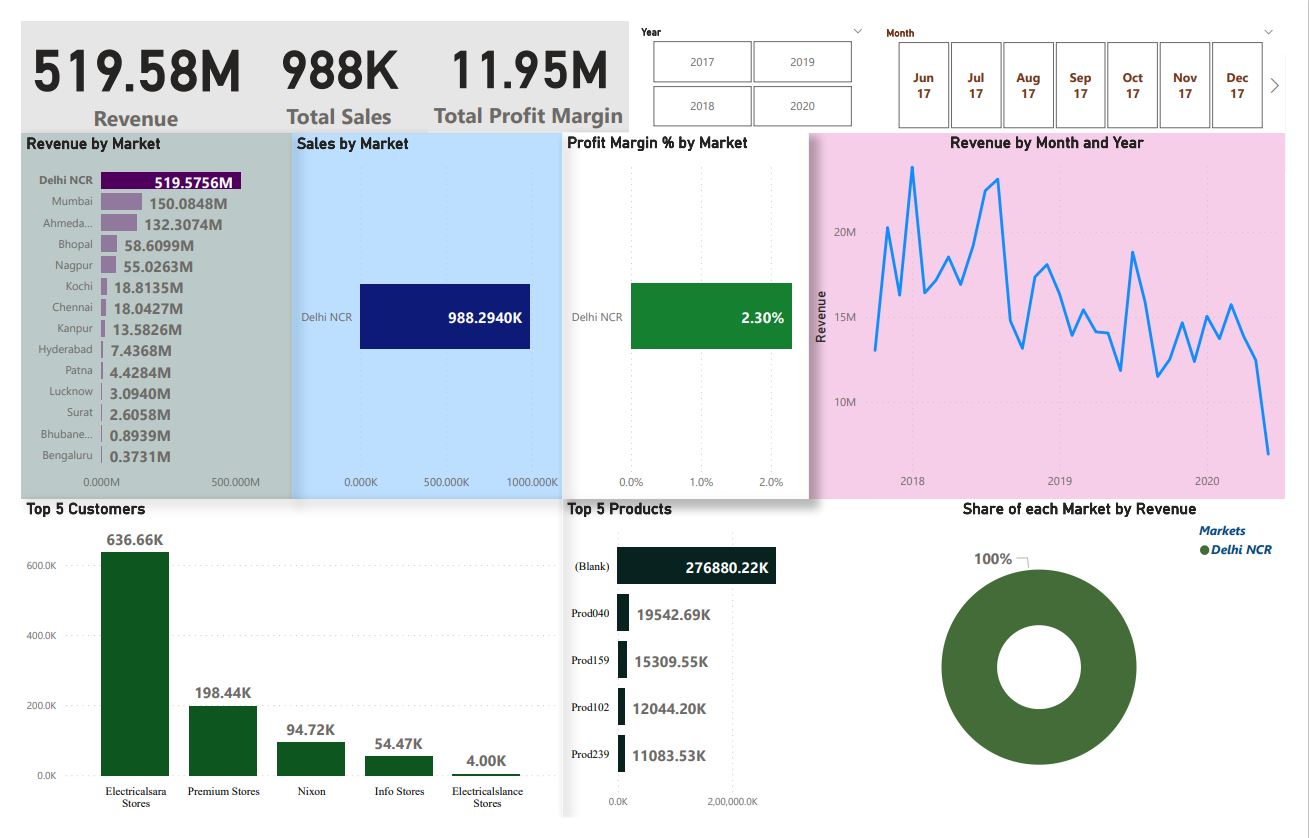 519.58M
Revenue
988K
Total Sales
11.95M
Total Profit Margin
Year
2017
2019
2018
2020
Month
Jun 17
Jul 17
Aug 17
Sep 17
Oct 17
Nov 17
Dec 17
Revenue by Market
Delhi NCR 519.5756M
Mumbai 150.0848M
Ahmeda... 132.3074M
Bhopal 58.6099M
Nagpur 55.0263M
Kochi 18.8135M
Chennai 18.0427M
Kanpur 13.5826M
Hyderabad 7.4368M
Patna 4.4284M
Lucknow 3.0940M
Surat 2.6058M
Bhubane... 0.8939M
Bengaluru 0.3731M
0.000M 500.000M
Sales by Market
Delhi NCR 988.2940K
0.000K 500.000K 1000.000K
Profit Margin % by Market
Delhi NCR 2.30%
0.0% 1.0% 2.0%
Revenue by Month and Year
Revenue
20M
15M
10M
2018 2019 2020
Top 5 Customers
600.0K
400.0K
200.0K
0.0K
636.66K
198.44K
94.72K
54.47K
4.00K
Electricalsara Stores
Premium Stores
Nixon
Info Stores
Electricalslance Stores
Top 5 Products
(Blank) 276880.22K
Prod040 19542.69K
Prod159 15309.55K
Prod102 12044.20K
Prod239 11083.53K
0.0K 2,00,000.0K
Share of each Market by Revenue
Markets
Delhi NCR
100%